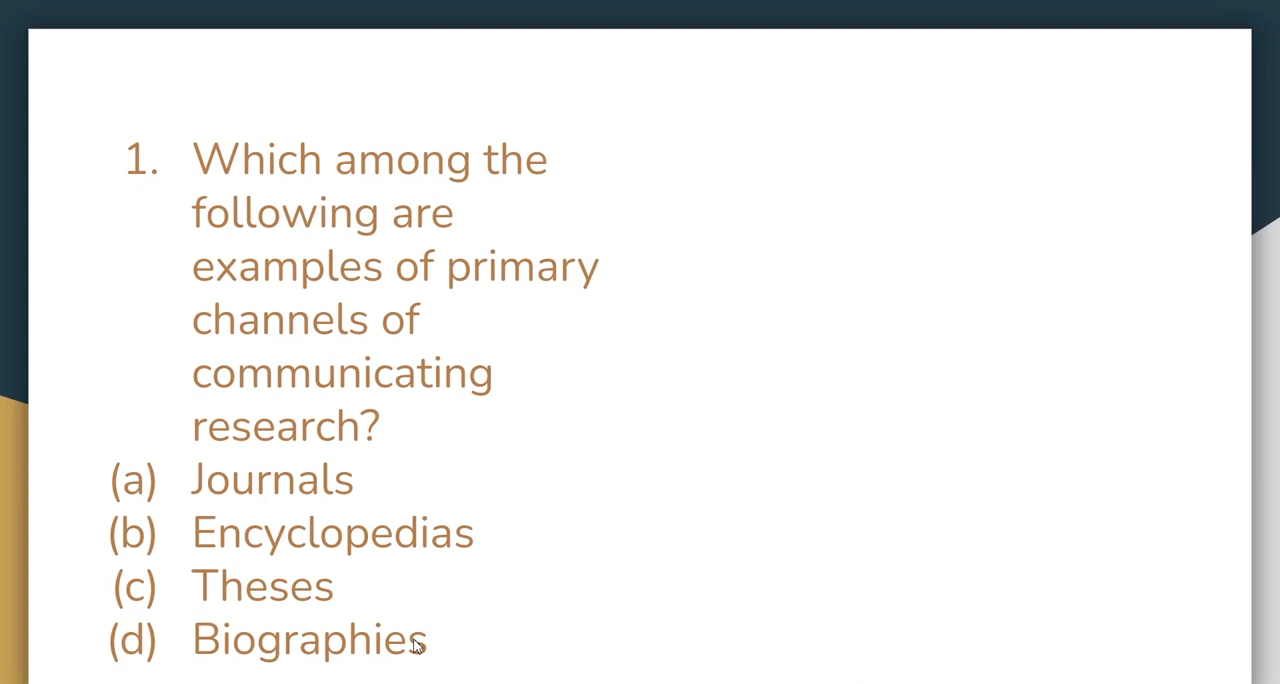 1. Which among the
following are
examples of primary
channels of
communicating
research?
(a) Journals
(b) Encyclopedias
(c) Theses
(d) Biographies